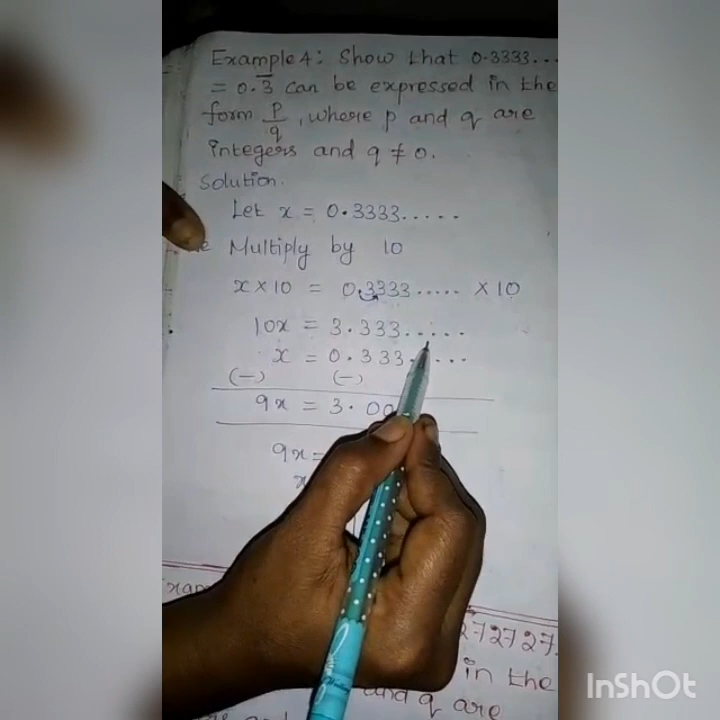 Example 4: Show that 0.3333...
= 0.3̅ can be expressed in the
form p/q, where p and q are
integers and q ≠ 0.
Solution.
Let x = 0.3333.....
Multiply by 10
x × 10 = 0.3333..... × 10
10x = 3.333.....
x = 0.333.....
(−) (−)
9x = 3.00
9x =
x
272727.
in the
and q are
InShOt